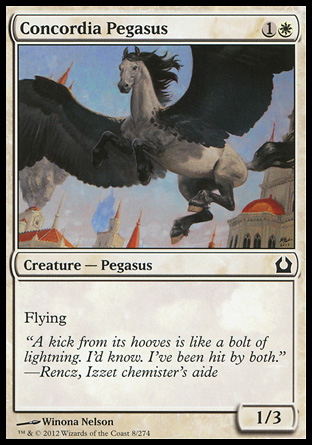 Concordia Pegasus 1
Creature — Pegasus
Flying
“A kick from its hooves is like a bolt of
lightning. I’d know. I’ve been hit by both.”
—Rencz, Izzet chemister’s aide
Winona Nelson
™ & © 2012 Wizards of the Coast 8/274
1/3